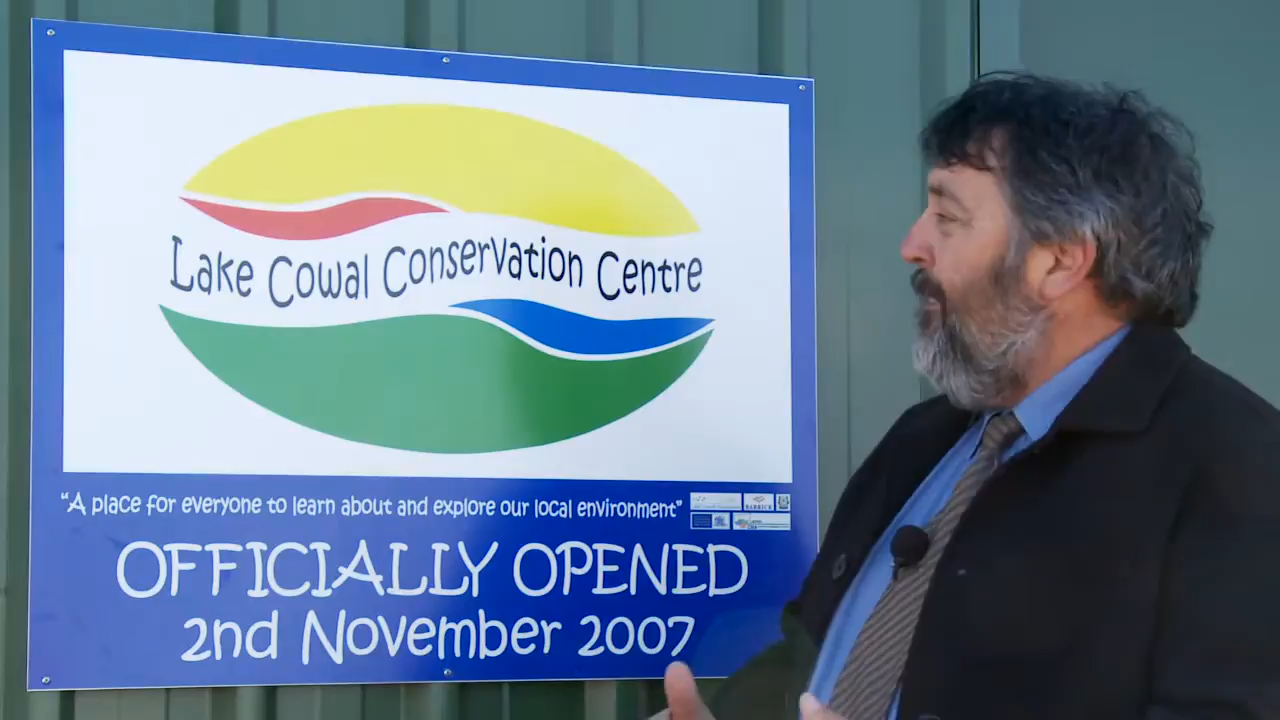 Lake Cowal Conservation Centre
"A place for everyone to learn about and explore our local environment"
BARRICK
OFFICIALLY OPENED
2nd November 2007